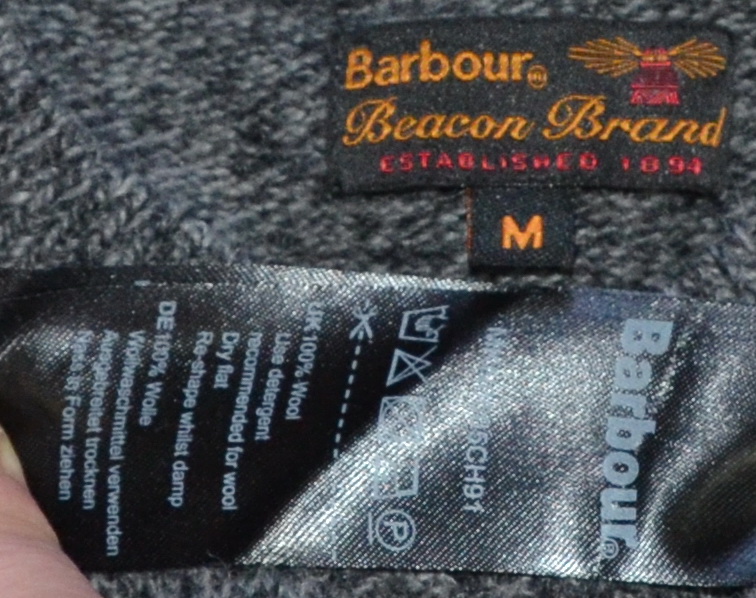 Barbour®
Beacon Brand
ESTABLISHED 1894
M
Barbour®
P
UK 100% Wool
Use detergent
recommended for wool
Dry flat
Re-shape whilst damp
DE 100% Wolle
Wollwaschmittel verwenden
Ausgebreitet trocknen
Nass in Form ziehen